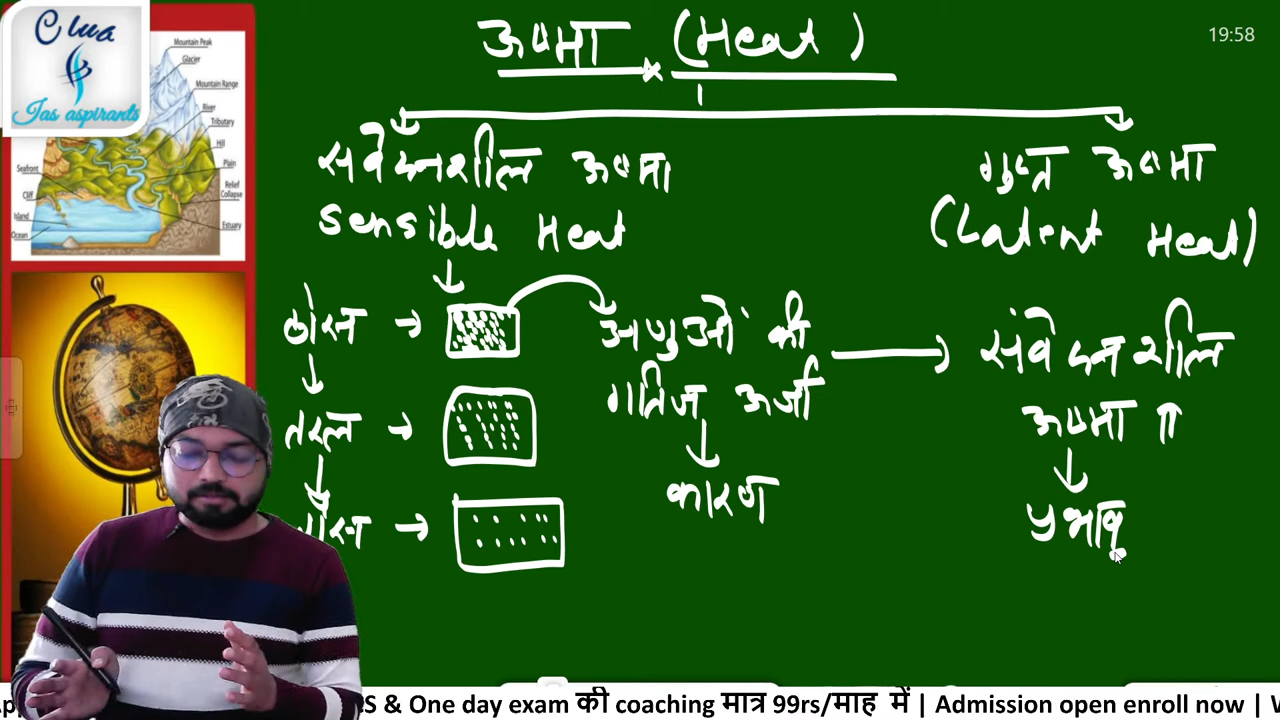 Clua
Ias aspirants
19:58
ऊष्मा (Heat)
संवेदनशील ऊष्मा
Sensible Heat
गुप्त ऊष्मा
(Latent Heat)
ठोस →
तरल →
→
अणुओं की
गतिज ऊर्जा
कारण
संवेदनशील
ऊष्मा ⇑
प्रभाव
Mountain Peak
Glacier
Mountain Range
River
Tributary
Hill
Plain
Seafront
Relief
Collapse
Cliff
Island
Estuary
Ocean
S & One day exam की coaching मात्र 99rs/माह में | Admission open enroll now |